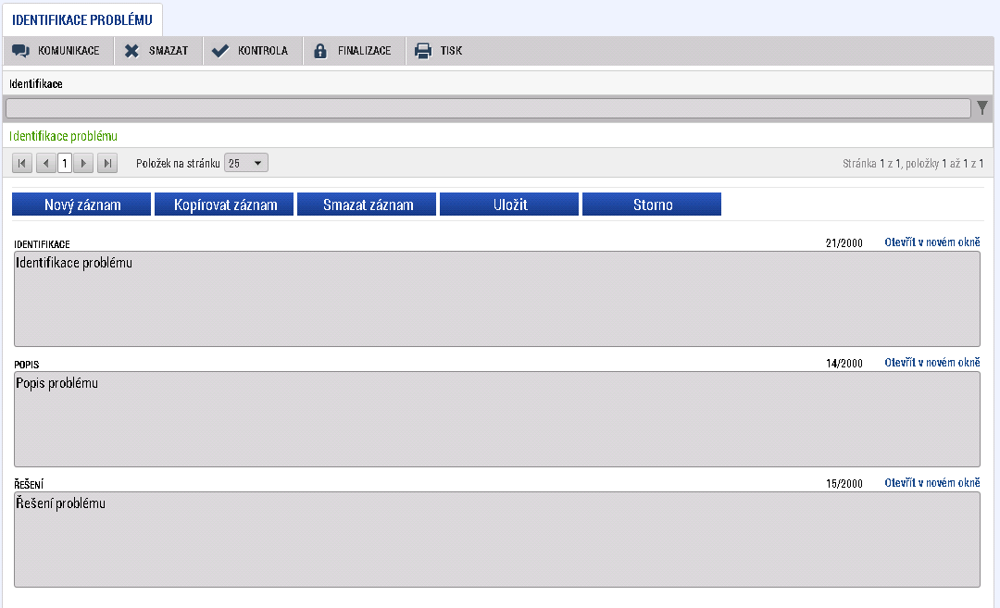 IDENTIFIKACE PROBLÉMU
KOMUNIKACE SMAZAT KONTROLA FINALIZACE TISK
Identifikace
Identifikace problému
1 Položek na stránku 25 Stránka 1 z 1, položky 1 až 1 z 1
Nový záznam Kopírovat záznam Smazat záznam Uložit Storno
IDENTIFIKACE 21/2000 Otevřít v novém okně
Identifikace problému
POPIS 14/2000 Otevřít v novém okně
Popis problému
ŘEŠENÍ 15/2000 Otevřít v novém okně
Řešení problému